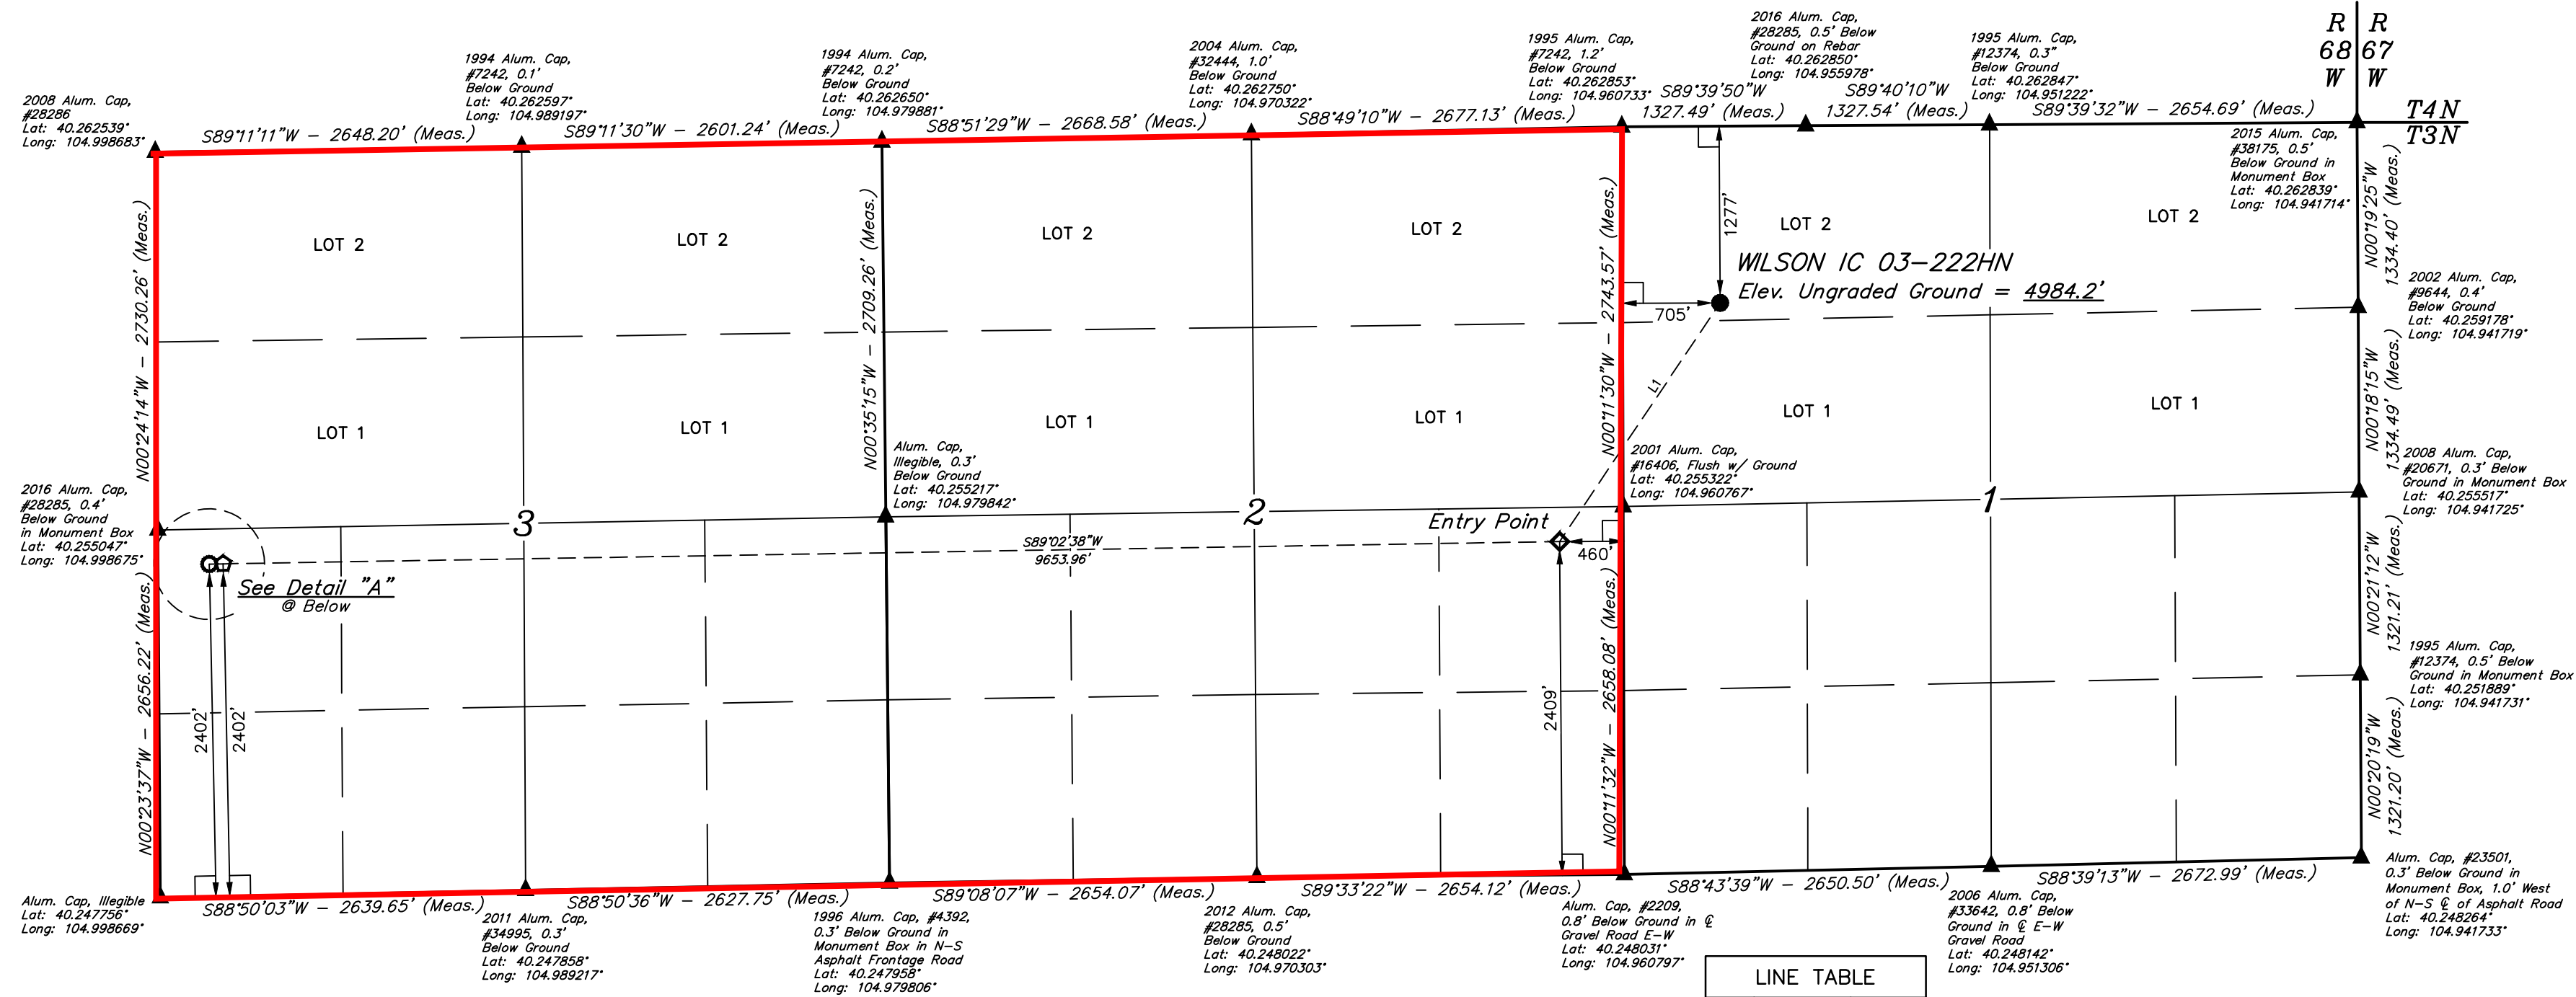 2008 Alum. Cap,
#28286
Lat: 40.262539°
Long: 104.998683°
1994 Alum. Cap,
#7242, 0.1'
Below Ground
Lat: 40.262597°
Long: 104.989197°
1994 Alum. Cap,
#7242, 0.2'
Below Ground
Lat: 40.262650°
Long: 104.979881°
2004 Alum. Cap,
#32444, 1.0'
Below Ground
Lat: 40.262750°
Long: 104.970322°
1995 Alum. Cap,
#7242, 1.2'
Below Ground
Lat: 40.262853°
Long: 104.960733°
2016 Alum. Cap,
#28285, 0.5' Below
Ground on Rebar
Lat: 40.262850°
Long: 104.955978°
1995 Alum. Cap,
#12374, 0.3"
Below Ground
Lat: 40.262847°
Long: 104.951222°
R R
68 67
W W
T4N
T3N
S89°11'11"W - 2648.20' (Meas.)
S89°11'30"W - 2601.24' (Meas.)
S88°51'29"W - 2668.58' (Meas.)
S88°49'10"W - 2677.13' (Meas.)
S89°39'50"W
1327.49' (Meas.)
S89°40'10"W
1327.54' (Meas.)
S89°39'32"W - 2654.69' (Meas.)
2015 Alum. Cap,
#38175, 0.5'
Below Ground in
Monument Box
Lat: 40.262839°
Long: 104.941714°
N00°24'14"W - 2730.26' (Meas.)
N00°35'15"W - 2709.26' (Meas.)
N00°11'30"W - 2743.57' (Meas.)
N00°19'25"W
1334.40' (Meas.)
LOT 2
LOT 2
LOT 2
LOT 2
LOT 2
LOT 2
1277'
WILSON IC 03-222HN
Elev. Ungraded Ground = 4984.2'
705'
L1
2002 Alum. Cap,
#9644, 0.4'
Below Ground
Lat: 40.259178°
Long: 104.941719°
LOT 1
LOT 1
LOT 1
LOT 1
LOT 1
LOT 1
N00°18'15"W
1334.49' (Meas.)
Alum. Cap,
Illegible, 0.3'
Below Ground
Lat: 40.255217°
Long: 104.979842°
2001 Alum. Cap,
#16406, Flush w/ Ground
Lat: 40.255322°
Long: 104.960767°
2008 Alum. Cap,
#20671, 0.3' Below
Ground in Monument Box
Lat: 40.255517°
Long: 104.941725°
2016 Alum. Cap,
#28285, 0.4'
Below Ground
in Monument Box
Lat: 40.255047°
Long: 104.998675°
3
2
1
Entry Point
460'
S89°02'38"W
9653.96'
See Detail "A"
@ Below
N00°23'37"W - 2656.22' (Meas.)
2402'
2402'
2409'
N00°11'32"W - 2658.08' (Meas.)
N00°21'12"W
1321.21' (Meas.)
1995 Alum. Cap,
#12374, 0.5' Below
Ground in Monument Box
Lat: 40.251889°
Long: 104.941731°
N00°20'19"W
1321.20' (Meas.)
S88°50'03"W - 2639.65' (Meas.)
S88°50'36"W - 2627.75' (Meas.)
S89°08'07"W - 2654.07' (Meas.)
S89°33'22"W - 2654.12' (Meas.)
S88°43'39"W - 2650.50' (Meas.)
S88°39'13"W - 2672.99' (Meas.)
Alum. Cap, Illegible
Lat: 40.247756°
Long: 104.998669°
2011 Alum. Cap,
#34995, 0.3'
Below Ground
Lat: 40.247858°
Long: 104.989217°
1996 Alum. Cap, #4392,
0.3' Below Ground in
Monument Box in N-S
Asphalt Frontage Road
Lat: 40.247958°
Long: 104.979806°
2012 Alum. Cap,
#28285, 0.5'
Below Ground
Lat: 40.248022°
Long: 104.970303°
Alum. Cap, #2209,
0.8' Below Ground in ℄
Gravel Road E-W
Lat: 40.248031°
Long: 104.960797°
2006 Alum. Cap,
#33642, 0.8' Below
Ground in ℄ E-W
Gravel Road
Lat: 40.248142°
Long: 104.951306°
Alum. Cap, #23501,
0.3' Below Ground in
Monument Box, 1.0' West
of N-S ℄ of Asphalt Road
Lat: 40.248264°
Long: 104.941733°
LINE TABLE